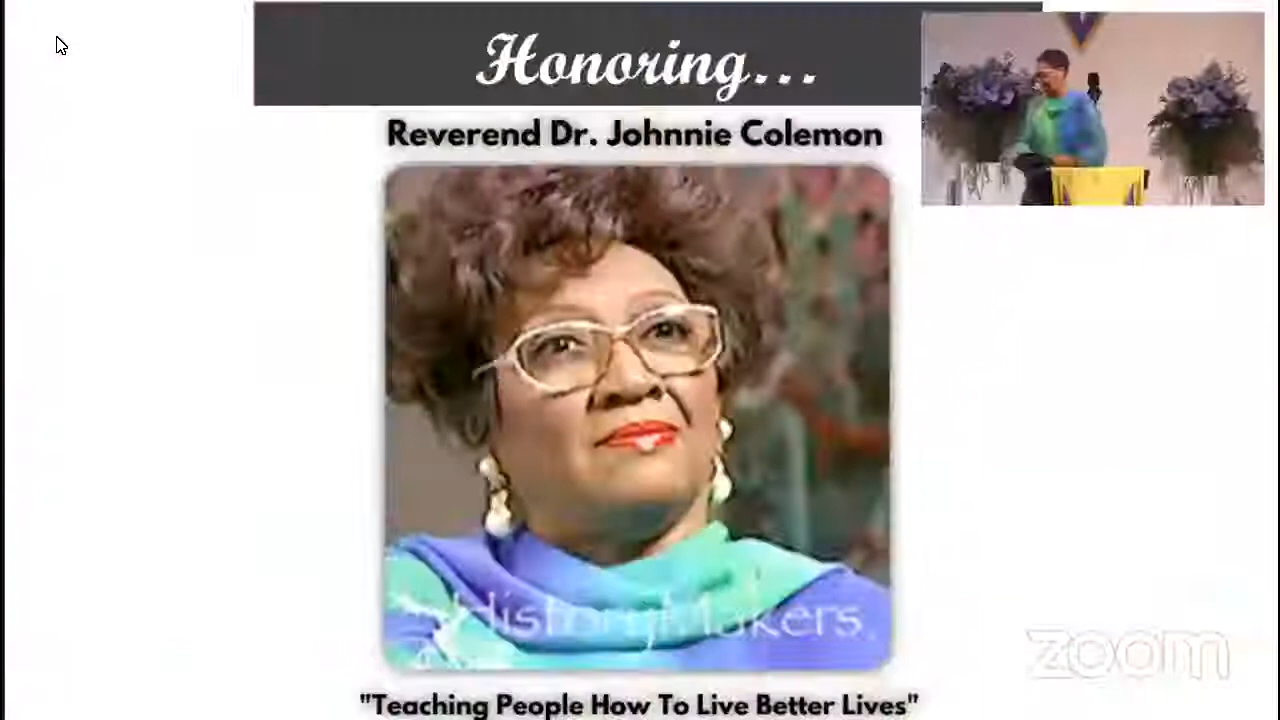 Honoring...
Reverend Dr. Johnnie Colemon
HistoryMakers
"Teaching People How To Live Better Lives"
zoom